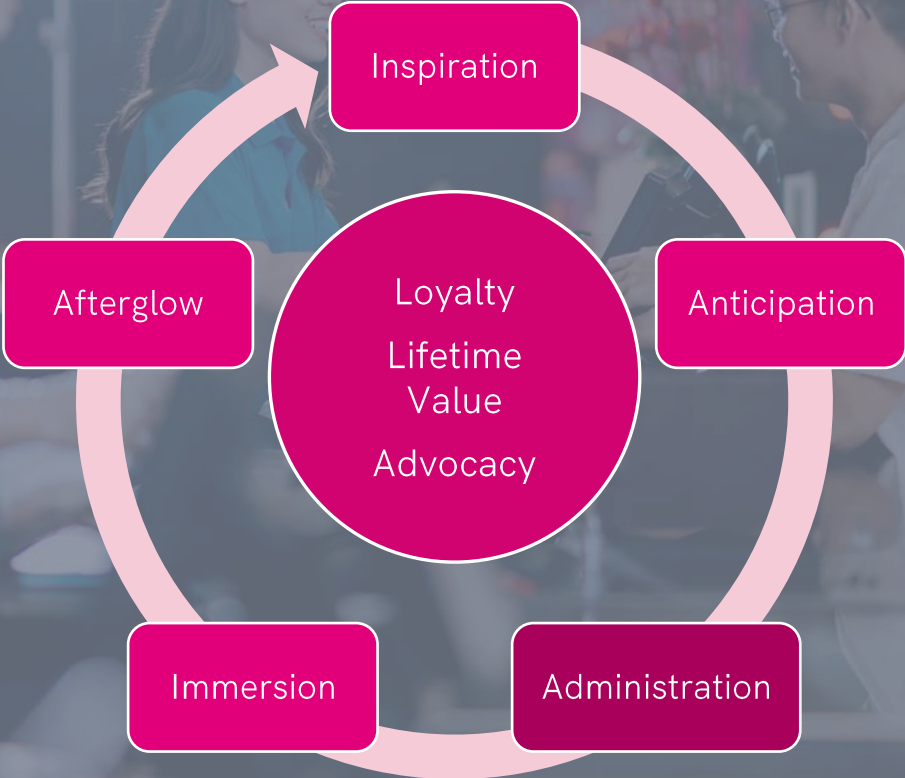 Inspiration
Anticipation
Administration
Immersion
Afterglow
Loyalty
Lifetime
Value
Advocacy